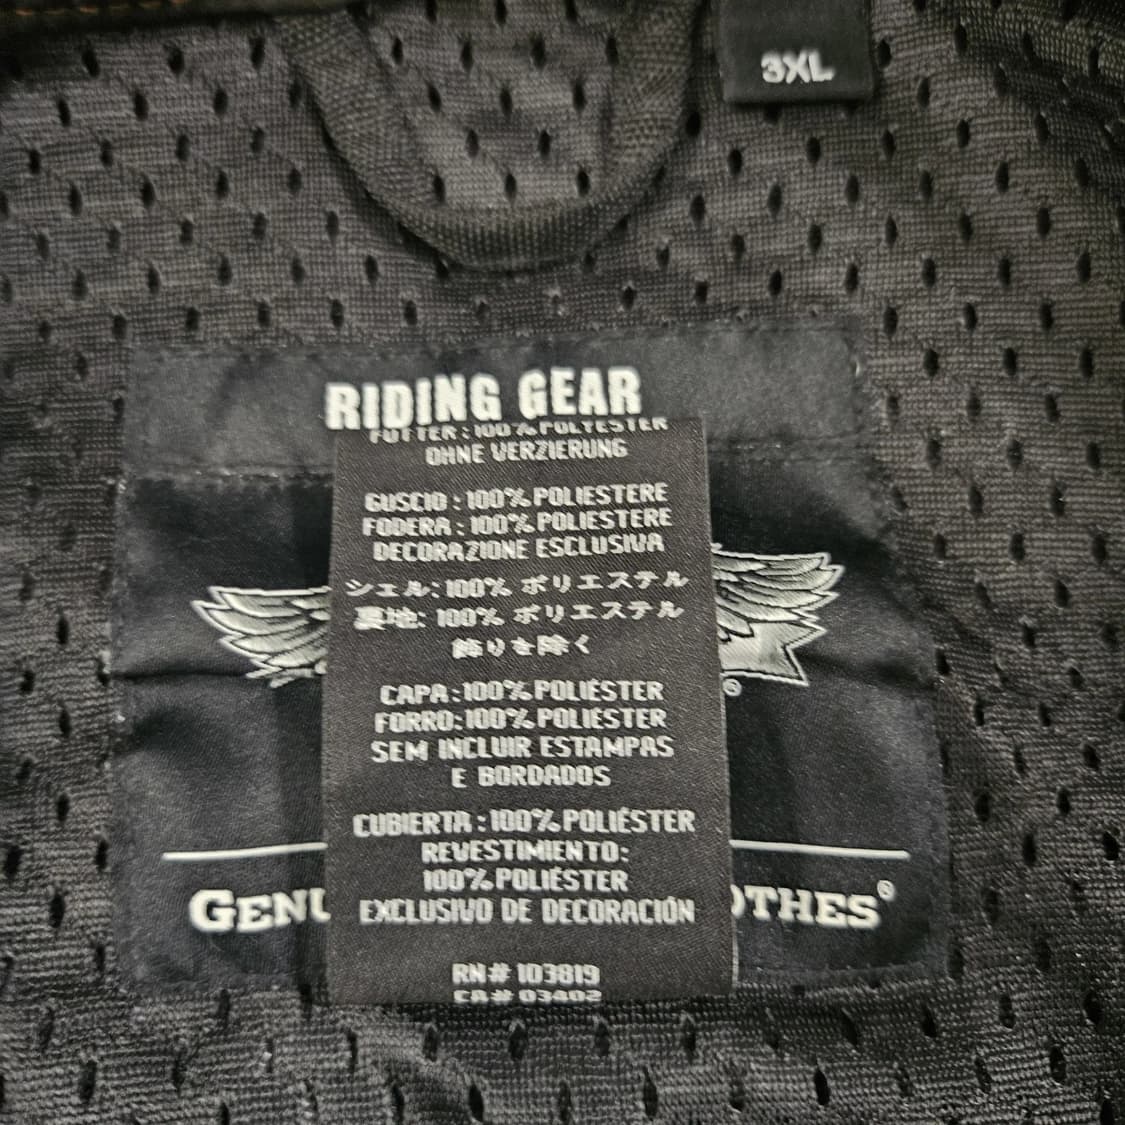 3XL
RIDING GEAR
FUTTER : 100% POLYESTER
OHNE VERZIERUNG
GUSCIO : 100% POLIESTERE
FODERA : 100% POLIESTERE
DECORAZIONE ESCLUSIVA
シェル: 100% ポリエステル
裏地: 100% ポリエステル
飾りを除く
CAPA : 100% POLIÉSTER
FORRO: 100% POLIÉSTER
SEM INCLUIR ESTAMPAS
E BORDADOS
CUBIERTA : 100% POLIÉSTER
REVESTIMIENTO:
100% POLIÉSTER
EXCLUSIVO DE DECORACIÓN
GENU OTHES®
RN# 103819
CA# 03402